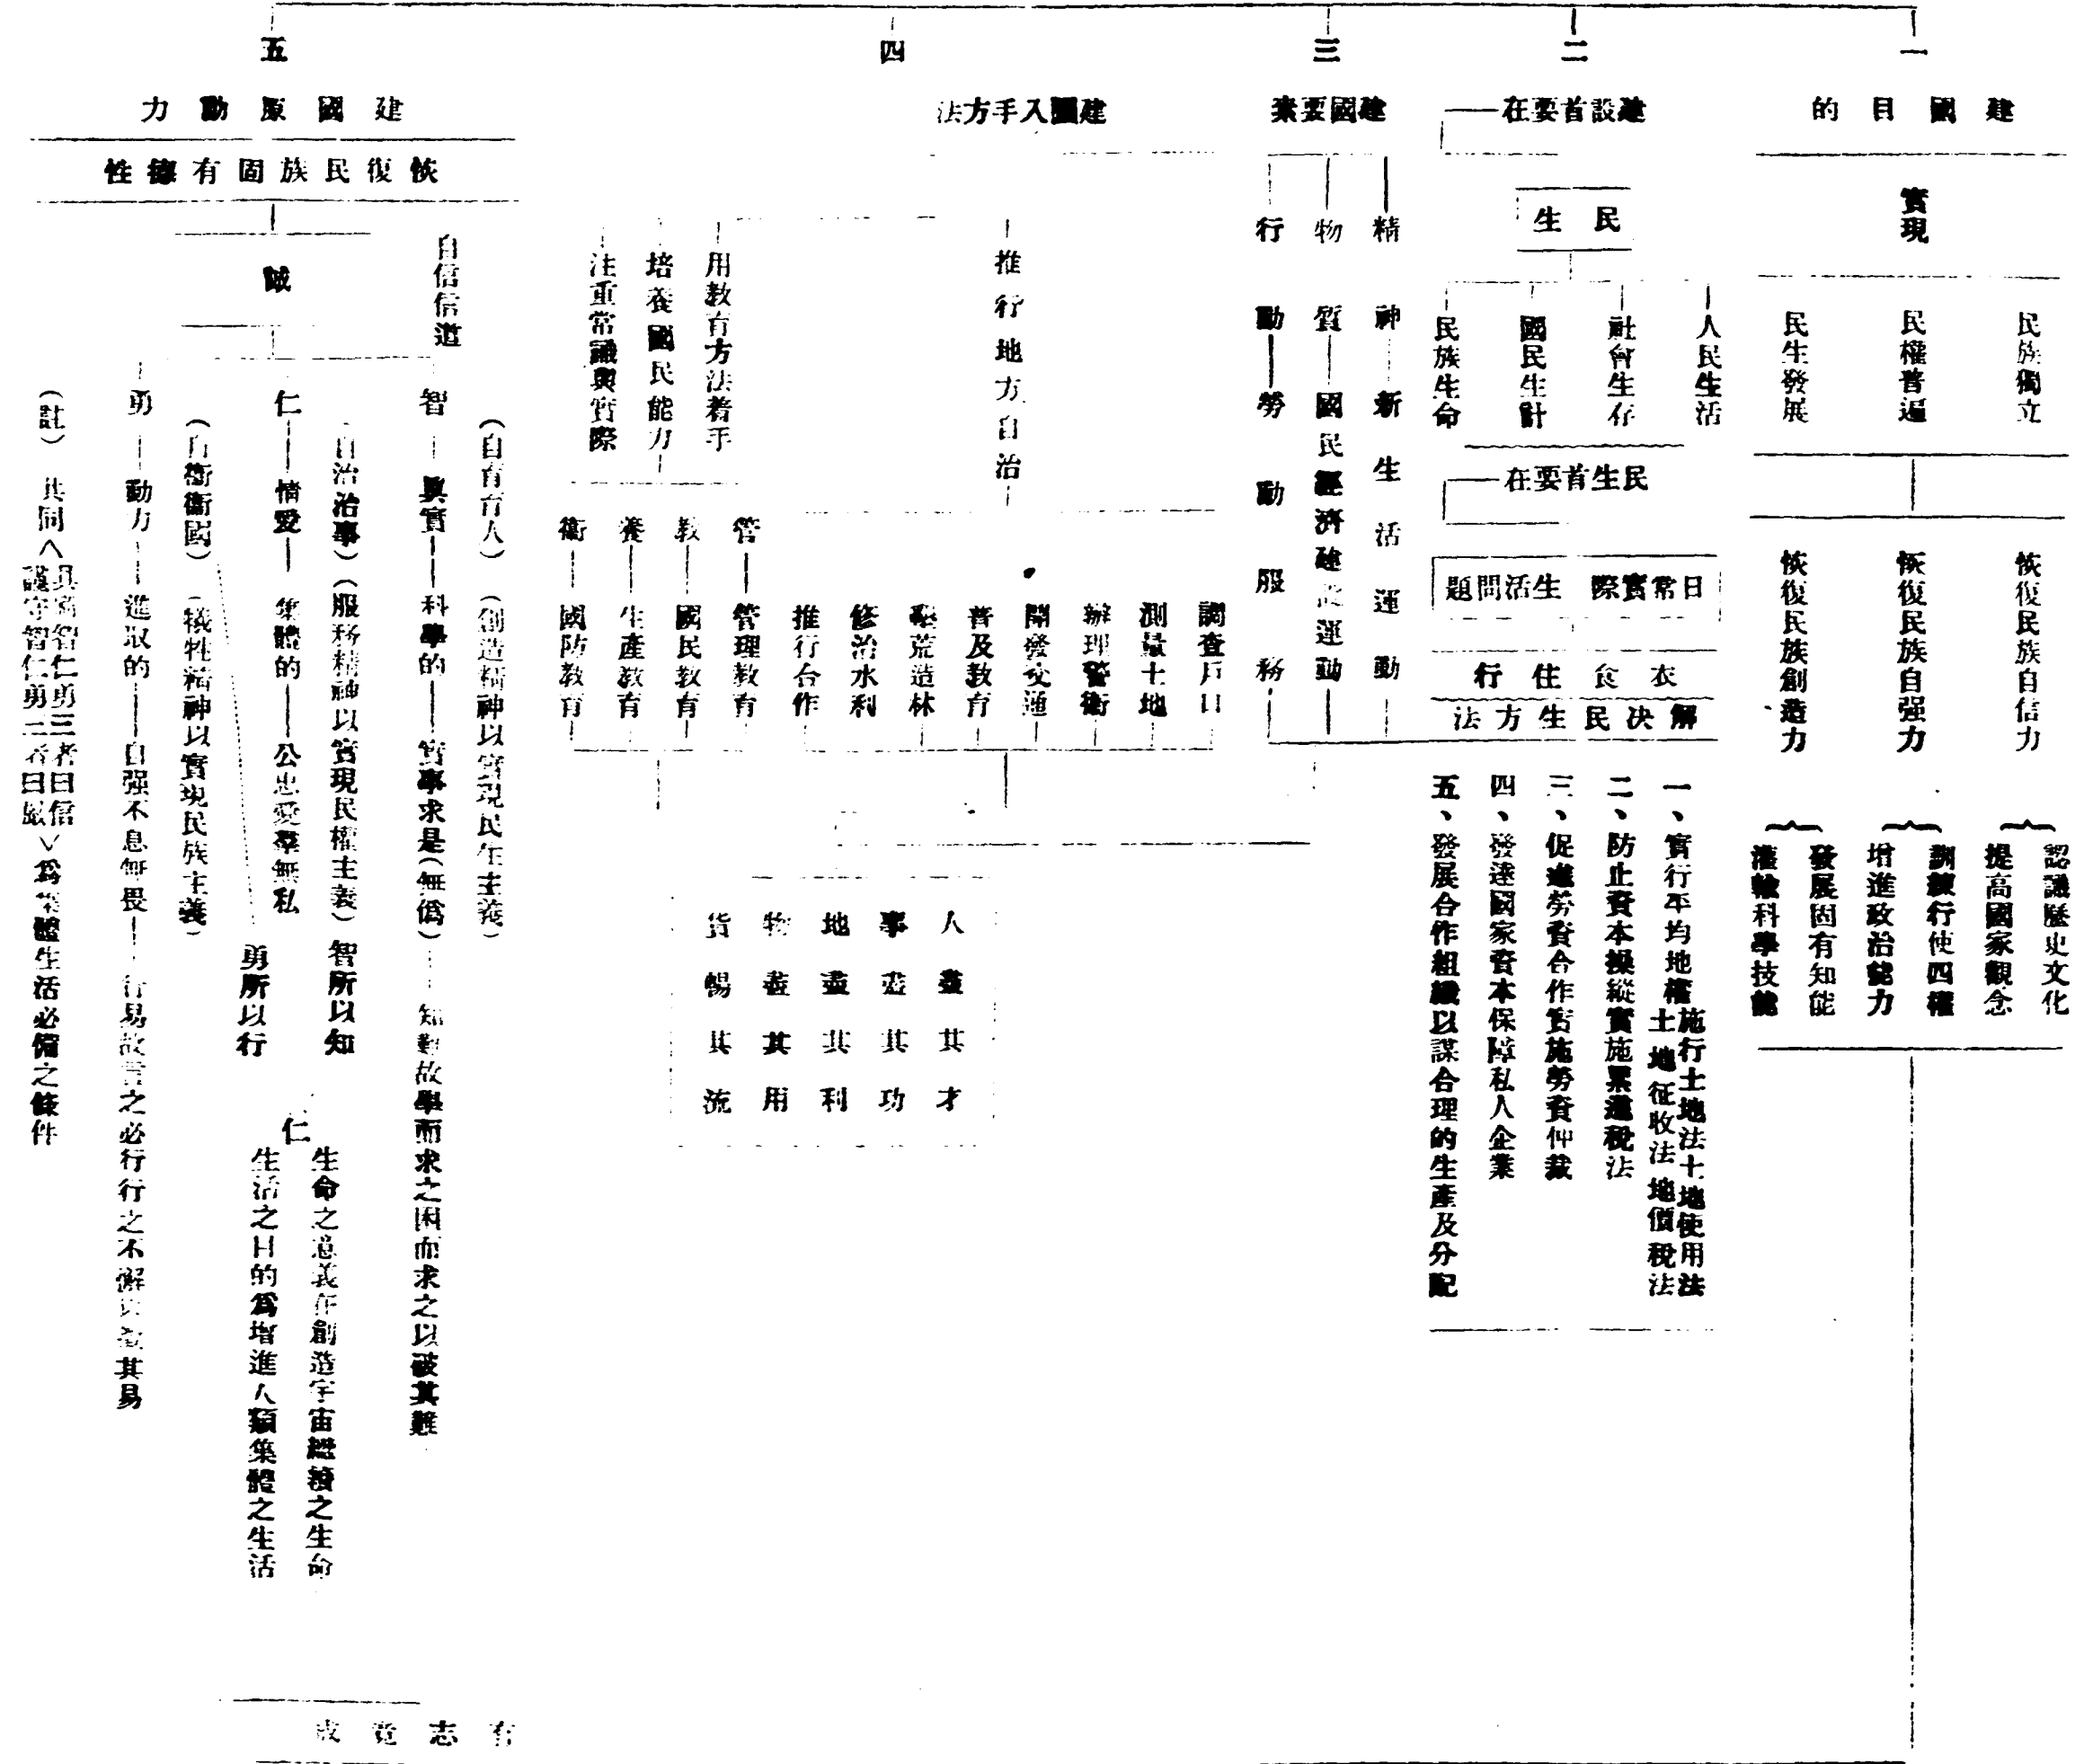 一
建國目的
實現
民族獨立
民權普遍
民生發展
恢復民族自信力
恢復民族自强力
恢復民族創造力
認識歷史文化
提高國家觀念
訓練行使四權
增進政治能力
發展固有知能
灌輸科學技能
二
建設首要在——
民生
人民生活
社會生存
國民生計
民族生命
民生首要在——
日常實際生活問題
衣食住行
解決民生方法
一、實行平均地權
施行土地法土地使用法
土地征收法地價稅法
二、防止資本操縱實施累進稅法
三、促進勞資合作實施勞資仲裁
四、發達國家資本保障私人企業
五、發展合作組織以謀合理的生產及分配
三
建國要素
精神——新生活運動
物質——國民經濟建設運動
行動——勞動服務
四
建國入手方法
推行地方自治
用教育方法着手
培養國民能力
注重常識與實際
調查戶口
測量土地
辦理警衛
開發交通
普及教育
墾荒造林
修治水利
推行合作
管——管理教育
教——國民教育
養——生產教育
衛——國防教育
人盡其才
事盡其功
地盡其利
物盡其用
貨暢其流
五
建國原動力
恢復民族固有德性
誠
自信信道
(自育育人)(創造精神以實現民生主義)
智——眞實——科學的——實事求是(無僞)——知難故學而求之困而求之以破其難
(自治治事)(服務精神以實現民權主義)智所以知
仁——情愛——集體的——公忠愛羣無私
(自衛衛國)(犧牲精神以實現民族主義)
勇所以行
勇——動力——進取的——自强不息無畏——行易故言之必行行之不懈以
其易
仁
生命之意義在創造宇宙繼續之生命
生活之目的爲增進人類集體之生活
(註)共同<具備智仁勇三者曰信
謹守智仁勇三者曰嚴>爲集體生活必備之條件
有志竟成